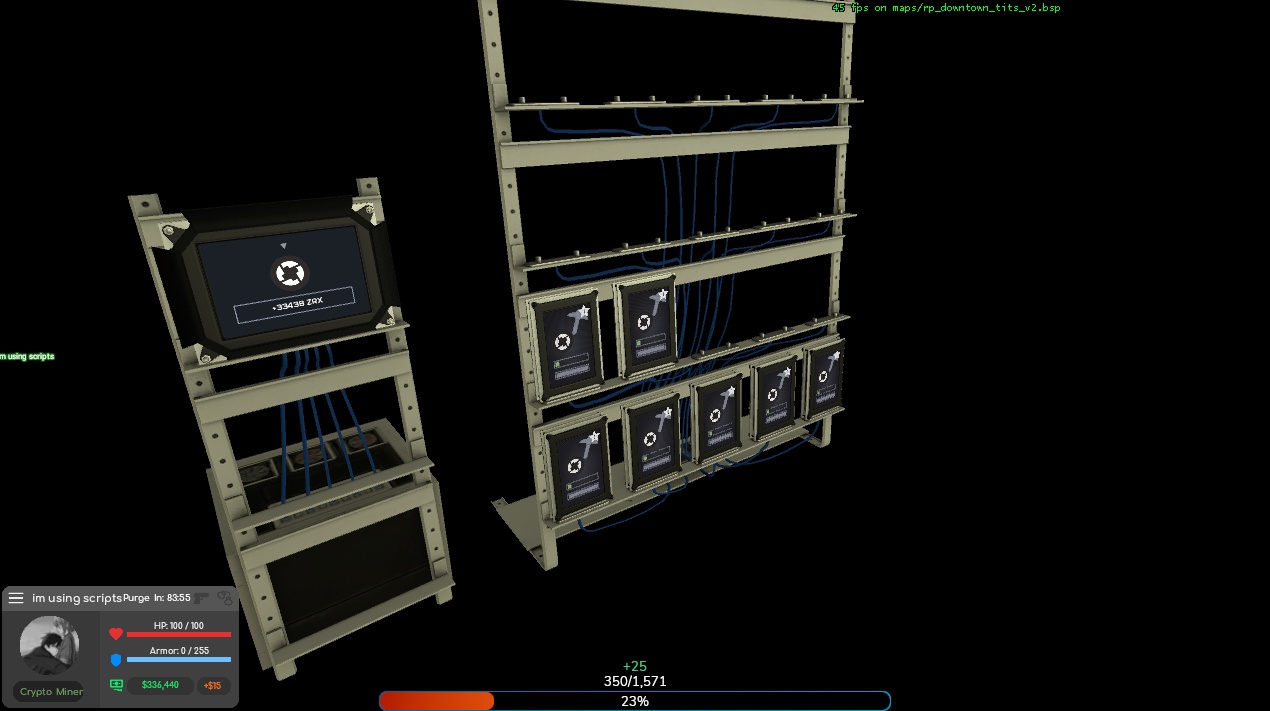 45 fps on maps/rp_downtown_tits_v2.bsp
+33438 ZRX
m using scripts
im using scripts Purge In: 83:55
HP: 100 / 100
Armor: 0 / 255
Crypto Miner
$336,440
+$15
+25
350/1,571
23%